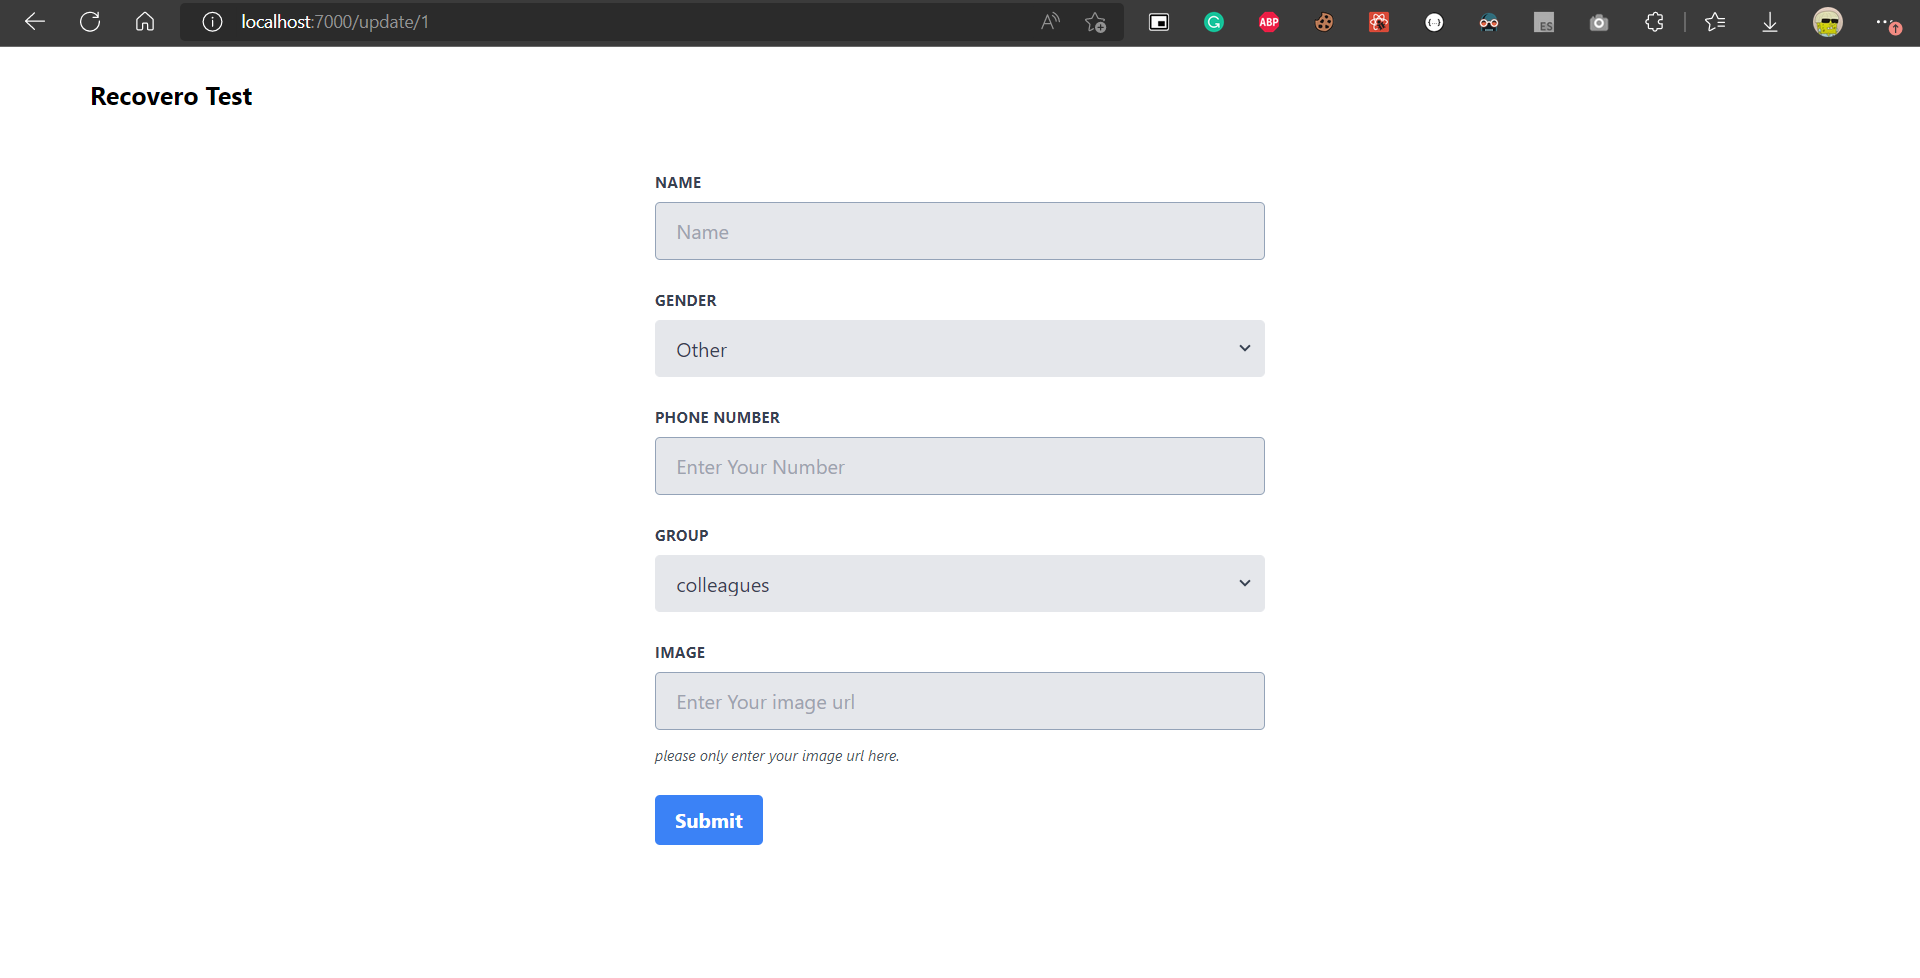 localhost:7000/update/1
ABP
ES
Recovero Test
NAME
Name
GENDER
Other
PHONE NUMBER
Enter Your Number
GROUP
colleagues
IMAGE
Enter Your image url
please only enter your image url here.
Submit